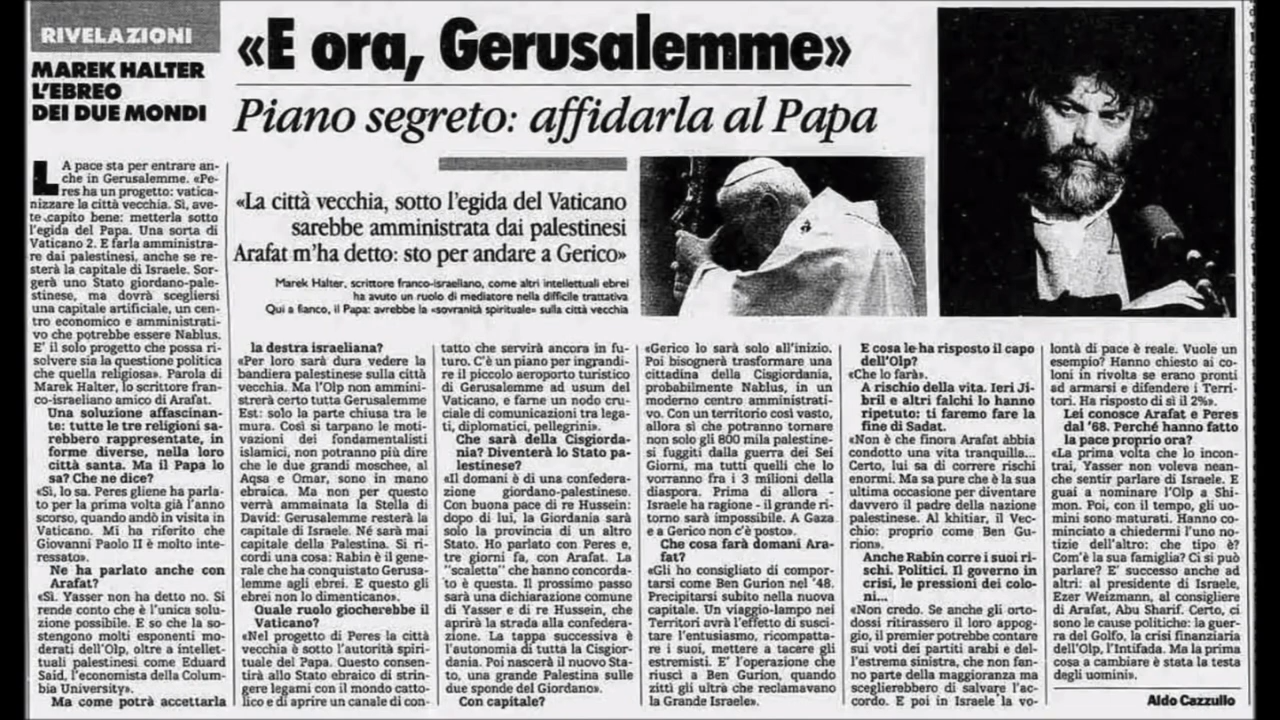 RIVELAZIONI
MAREK HALTER
L'EBREO
DEI DUE MONDI
«E ora, Gerusalemme»
Piano segreto: affidarla al Papa
«La città vecchia, sotto l'egida del Vaticano
sarebbe amministrata dai palestinesi
Arafat m'ha detto: sto per andare a Gerico»
Marek Halter, scrittore franco-israeliano, come altri intellettuali ebrei
ha avuto un ruolo di mediatore nella difficile trattativa
Qui a fianco, il Papa: avrebbe la «sovranità spirituale» sulla città vecchia
LA pace sta per entrare an-
che in Gerusalemme. «Pe-
res ha un progetto: vatica-
nizzare la città vecchia. Sì, ave-
te capito bene: metterla sotto
l'egida del Papa. Una sorta di
Vaticano 2. E farla amministra-
re dai palestinesi, anche se re-
sterà la capitale di Israele. Sor-
gerà uno Stato giordano-pale-
stinese, ma dovrà scegliersi
una capitale artificiale, un cen-
tro economico e amministrati-
vo che potrebbe essere Nablus.
E' il solo progetto che possa ri-
solvere sia la questione politica
che quella religiosa». Parola di
Marek Halter, lo scrittore fran-
co-israeliano amico di Arafat.
Una soluzione affascinan-
te: tutte le tre religioni sa-
rebbero rappresentate, in
forme diverse, nella loro
città santa. Ma il Papa lo
sa? Che ne dice?
«Sì, lo sa. Peres gliene ha parla-
to per la prima volta già l'anno
scorso, quando andò in visita in
Vaticano. Mi ha riferito che
Giovanni Paolo II è molto inte-
ressato».
Ne ha parlato anche con
Arafat?
«Sì. Yasser non ha detto no. Si
rende conto che è l'unica solu-
zione possibile. E so che la so-
stengono molti esponenti mo-
derati dell'Olp, oltre a intellet-
tuali palestinesi come Eduard
Said, l'economista della Colum-
bia University».
Ma come potrà accettarla
la destra israeliana?
«Per loro sarà dura vedere la
bandiera palestinese sulla città
vecchia. Ma l'Olp non ammini-
strerà certo tutta Gerusalemme
Est: solo la parte chiusa tra le
mura. Così si tarpano le moti-
vazioni dei fondamentalisti
islamici, non potranno più dire
che le due grandi moschee, al
Aqsa e Omar, sono in mano
ebraica. Ma non per questo
verrà ammainata la Stella di
David: Gerusalemme resterà la
capitale di Israele. Né sarà mai
capitale della Palestina. Si ri-
cordi una cosa: Rabin è il gene-
rale che ha conquistato Gerusa-
lemme agli ebrei. E questo gli
ebrei non lo dimenticano».
Quale ruolo giocherebbe il
Vaticano?
«Nel progetto di Peres la città
vecchia è sotto l'autorità spiri-
tuale del Papa. Questo consen-
tirà allo Stato ebraico di strin-
gere legami con il mondo catto-
lico e di aprire un canale di con-
tatto che servirà ancora in fu-
turo. C'è un piano per ingrandi-
re il piccolo aeroporto turistico
di Gerusalemme ad usum del
Vaticano, e farne un nodo cru-
ciale di comunicazioni tra lega-
ti, diplomatici, pellegrini».
Che sarà della Cisgiorda-
nia? Diventerà lo Stato pa-
lestinese?
«Il domani è di una confedera-
zione giordano-palestinese.
Con buona pace di re Hussein:
dopo di lui, la Giordania sarà
solo la provincia di un altro
Stato. Ho parlato con Peres e,
tre giorni fa, con Arafat. La
"scaletta" che hanno concorda-
to è questa. Il prossimo passo
sarà una dichiarazione comune
di Yasser e di re Hussein, che
aprirà la strada alla confedera-
zione. La tappa successiva è
l'autonomia di tutta la Cisgior-
dania. Poi nascerà il nuovo Sta-
to, una grande Palestina sulle
due sponde del Giordano».
Con capitale?
«Gerico lo sarà solo all'inizio.
Poi bisognerà trasformare una
cittadina della Cisgiordania,
probabilmente Nablus, in un
moderno centro amministrati-
vo. Con un territorio così vasto,
allora sì che potranno tornare
non solo gli 800 mila palestine-
si fuggiti dalla guerra dei Sei
Giorni, ma tutti quelli che lo
vorranno fra i 3 milioni della
diaspora. Prima di allora -
Israele ha ragione - il grande ri-
torno sarà impossibile. A Gaza
e a Gerico non c'è posto».
Che cosa farà domani Ara-
fat?
«Gli ho consigliato di compor-
tarsi come Ben Gurion nel '48.
Precipitarsi subito nella nuova
capitale. Un viaggio-lampo nei
Territori avrà l'effetto di susci-
tare l'entusiasmo, ricompatta-
re i suoi, mettere a tacere gli
estremisti. E' l'operazione che
riuscì a Ben Gurion, quando
zittì gli ultrà che reclamavano
la Grande Israele».
E cosa le ha risposto il capo
dell'Olp?
«Che lo farà».
A rischio della vita. Ieri Ji-
bril e altri falchi lo hanno
ripetuto: ti faremo fare la
fine di Sadat.
«Non è che finora Arafat abbia
condotto una vita tranquilla...
Certo, lui sa di correre rischi
enormi. Ma sa pure che è la sua
ultima occasione per diventare
davvero il padre della nazione
palestinese. Al khitiar, il Vec-
chio: proprio come Ben Gu-
rion».
Anche Rabin corre i suoi ri-
schi. Politici. Il governo in
crisi, le pressioni dei colo-
ni...
«Non credo. Se anche gli orto-
dossi ritirassero il loro appog-
gio, il premier potrebbe contare
sui voti dei partiti arabi e del-
l'estrema sinistra, che non fan-
no parte della maggioranza ma
sceglierebbero di salvare l'ac-
cordo. E poi in Israele la vo-
lontà di pace è reale. Vuole un
esempio? Hanno chiesto ai co-
loni in rivolta se erano pronti
ad armarsi e difendere i Terri-
tori. Ha risposto di sì il 2%».
Lei conosce Arafat e Peres
dal '68. Perché hanno fatto
la pace proprio ora?
«La prima volta che lo incon-
trai, Yasser non voleva nean-
che sentir parlare di Israele. E
guai a nominare l'Olp a Shi-
mon. Poi, con il tempo, gli uo-
mini sono maturati. Hanno co-
minciato a chiedermi l'uno no-
tizie dell'altro: che tipo è?
Com'è la sua famiglia? Ci si può
parlare? E' successo anche ad
altri: al presidente di Israele,
Ezer Weizmann, al consigliere
di Arafat, Abu Sharif. Certo, ci
sono le cause politiche: la guer-
ra del Golfo, la crisi finanziaria
dell'Olp, l'Intifada. Ma la prima
cosa a cambiare è stata la testa
degli uomini».
Aldo Cazzullo